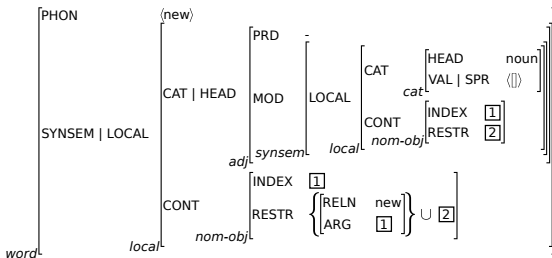 PHON ⟨new⟩
PRD -
HEAD noun
CAT
VAL | SPR ⟨[]⟩
cat
CAT | HEAD
MOD LOCAL
CONT INDEX 1
RESTR 2
nom-obj
SYNSEM | LOCAL
local
synsem
adj
INDEX 1
CONT
RELN new
RESTR { } ∪ 2
ARG 1
nom-obj
local
word